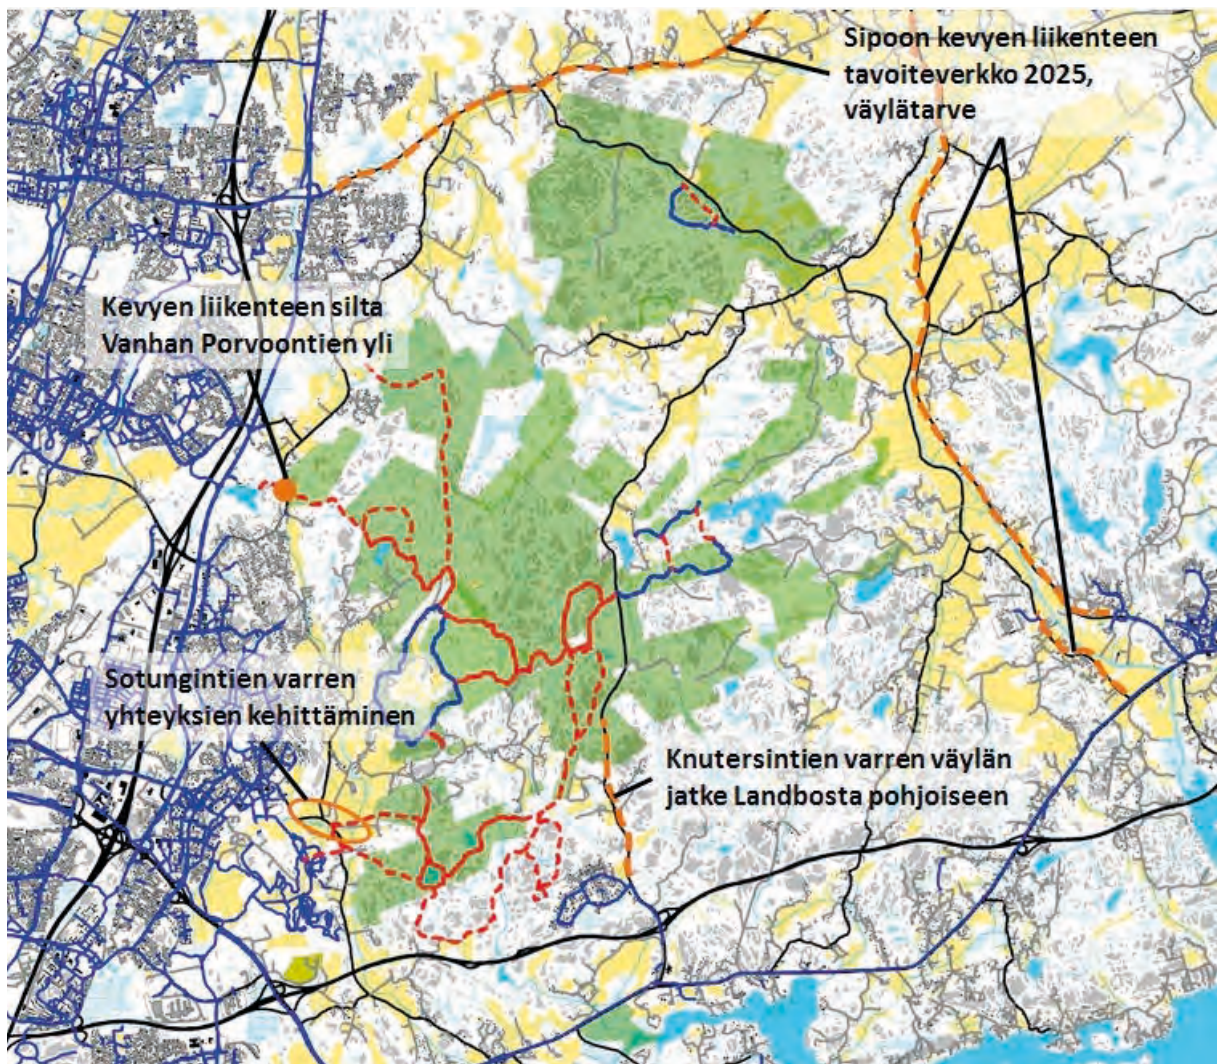 Sipoon kevyen liikenteen
tavoiteverkko 2025,
väylätarve
Kevyen liikenteen silta
Vanhan Porvoontien yli
Sotungintien varren
yhteyksien kehittäminen
Knutersintien varren väylän
jatke Landbosta pohjoiseen